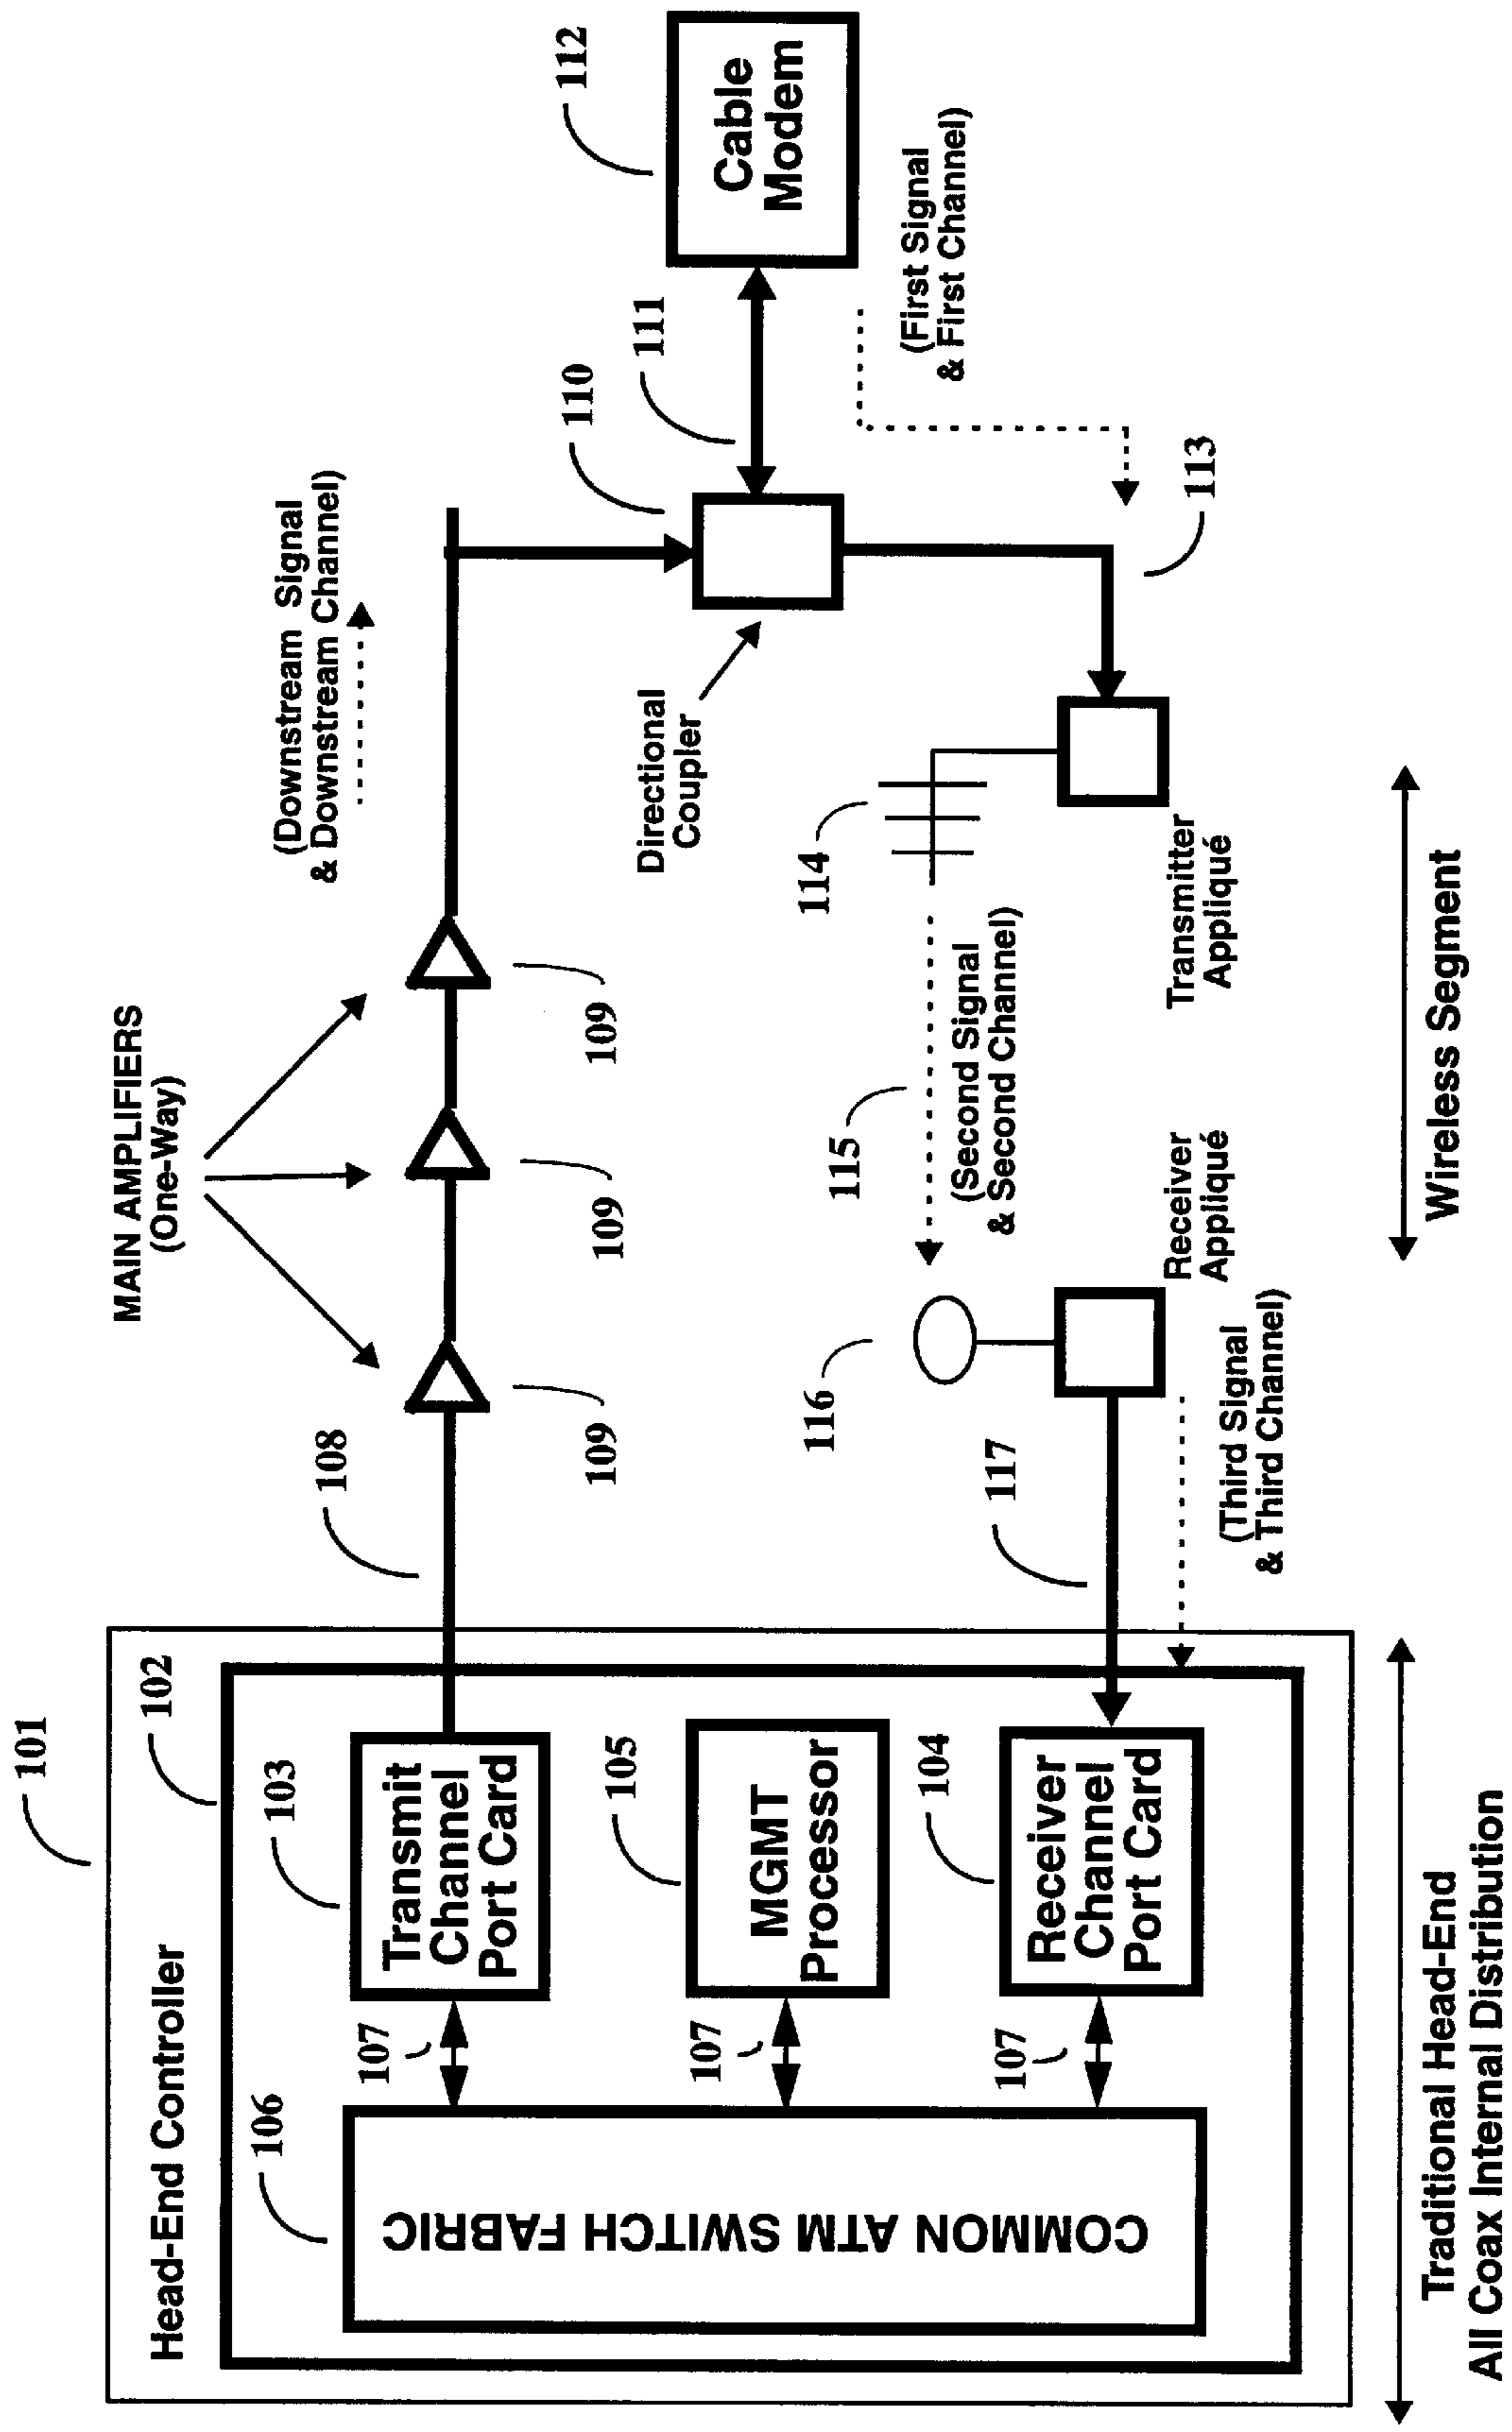 101
Head-End Controller
102
106
COMMON ATM SWITCH FABRIC
107
107
107
103
Transmit
Channel
Port Card
105
MGMT
Processor
104
Receiver
Channel
Port Card
Traditional Head-End
All Coax Internal Distribution
108
MAIN AMPLIFIERS
(One-Way)
109
109
109
(Downstream Signal
& Downstream Channel)
110
Directional
Coupler
111
112
Cable
Modem
(First Signal
& First Channel)
113
114
Transmitter
Appliqué
115
(Second Signal
& Second Channel)
116
Receiver
Appliqué
117
(Third Signal
& Third Channel)
Wireless Segment